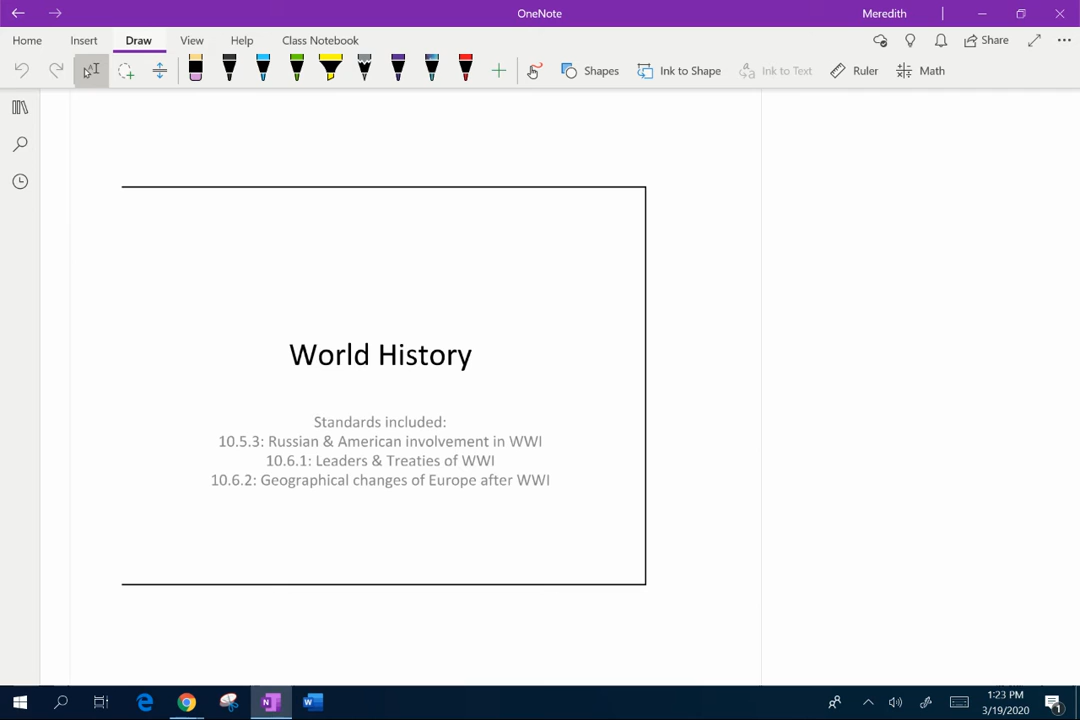 OneNote
Meredith
Home Insert Draw View Help Class Notebook
Share
Shapes Ink to Shape Ink to Text Ruler Math
World History
Standards included:
10.5.3: Russian & American involvement in WWI
10.6.1: Leaders & Treaties of WWI
10.6.2: Geographical changes of Europe after WWI
1:23 PM
3/19/2020